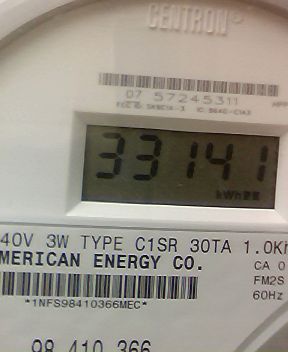 CENTRON®
07 57245311
33141
kWh
40V 3W TYPE C1SR 30TA 1.0Kh
MERICAN ENERGY CO.
CA 0
FM2S
*1NFS98410366MEC*
60Hz
98 410 366